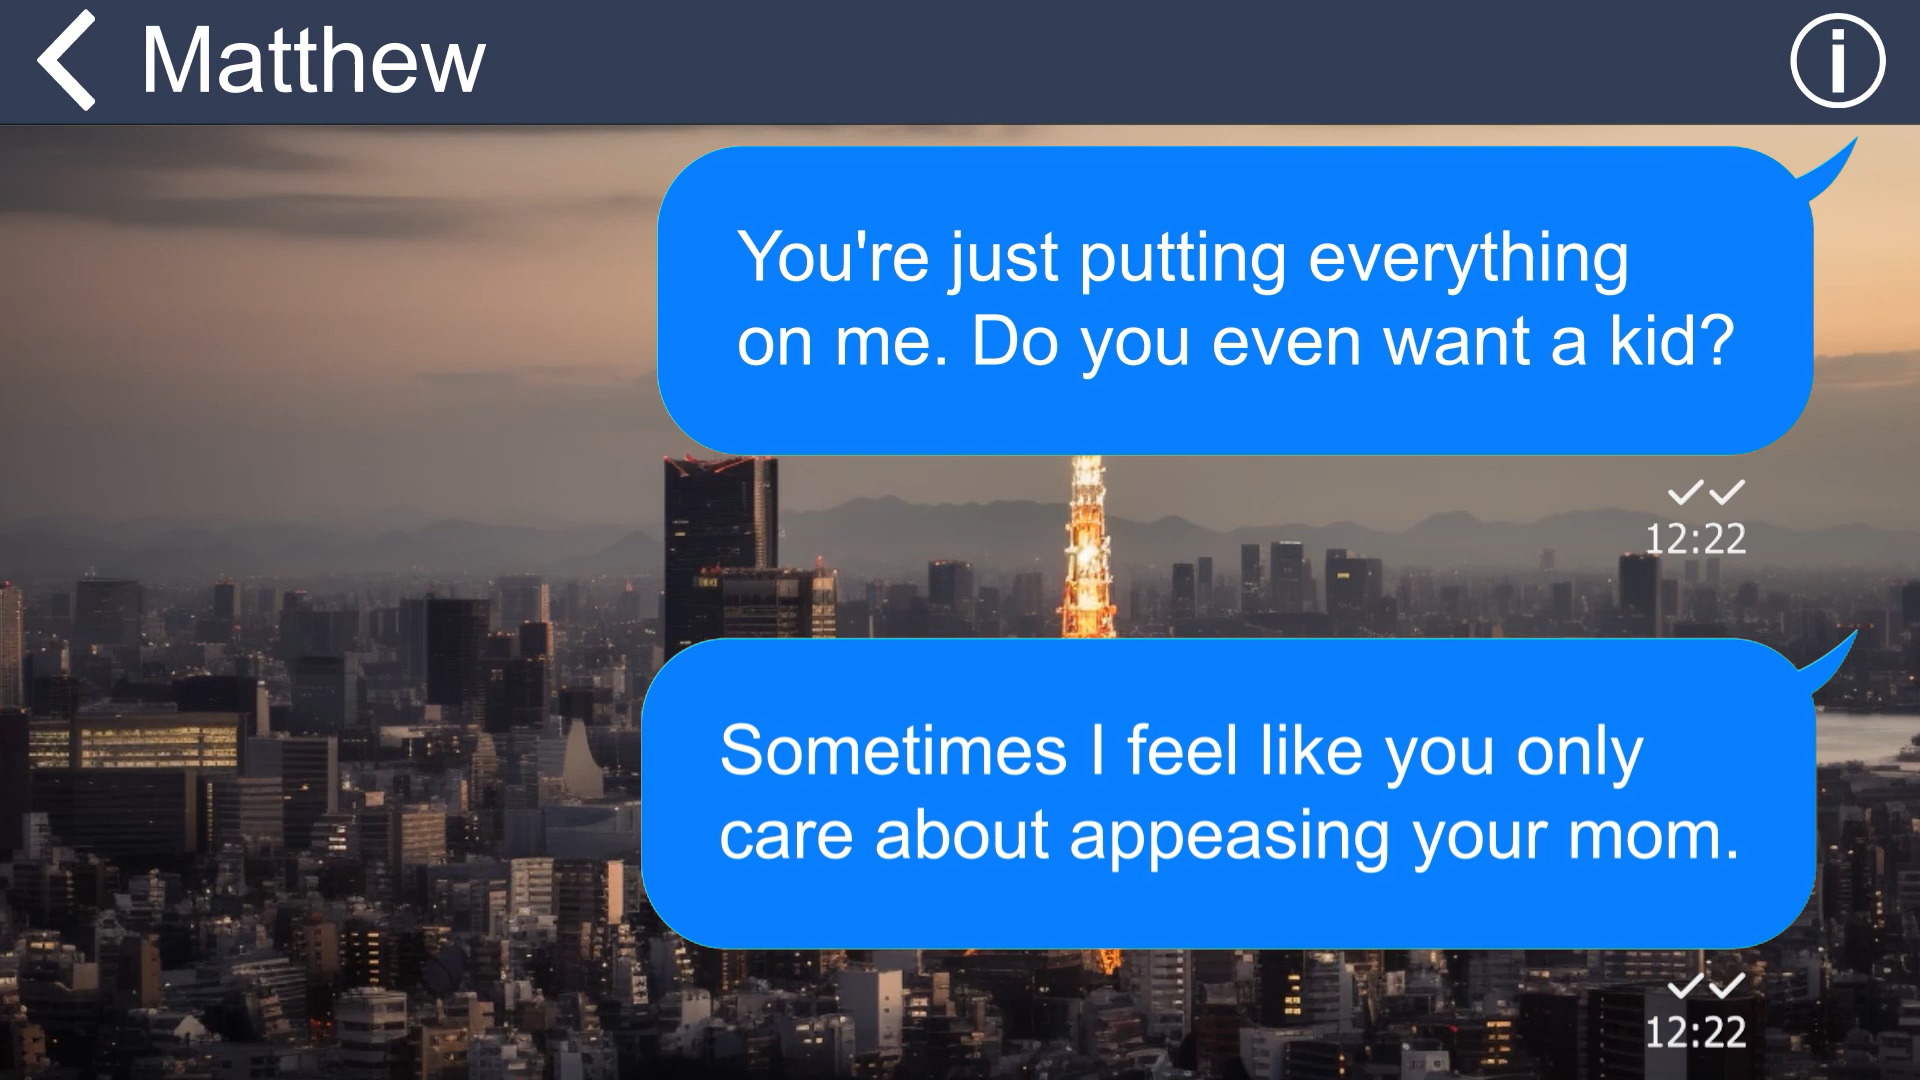 Matthew
You're just putting everything
on me. Do you even want a kid?
12:22
Sometimes I feel like you only
care about appeasing your mom.
12:22